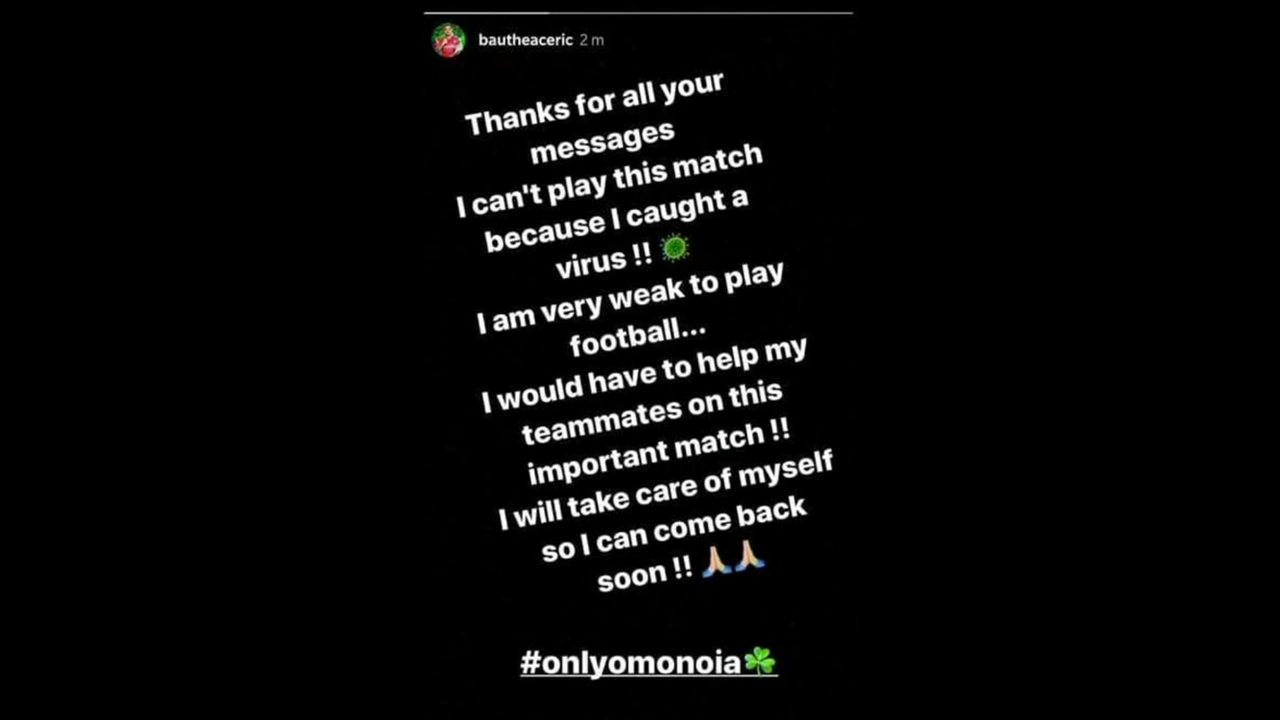 bautheaceric 2 m
Thanks for all your
messages
I can't play this match
because I caught a
virus !! 🦠
I am very weak to play
football...
I would have to help my
teammates on this
important match !!
I will take care of myself
so I can come back
soon !! 🙏🏼🙏🏼
#onlyomonoia☘️